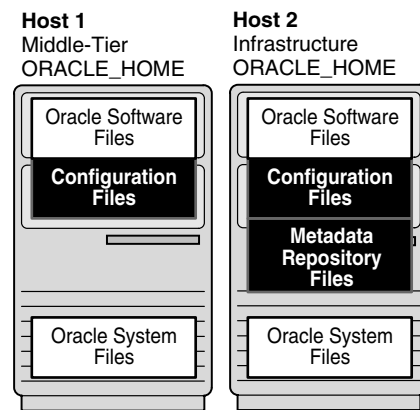 Host 1
Middle-Tier
ORACLE_HOME
Oracle Software
Files
Configuration
Files
Oracle System
Files
Host 2
Infrastructure
ORACLE_HOME
Oracle Software
Files
Configuration
Files
Metadata
Repository
Files
Oracle System
Files